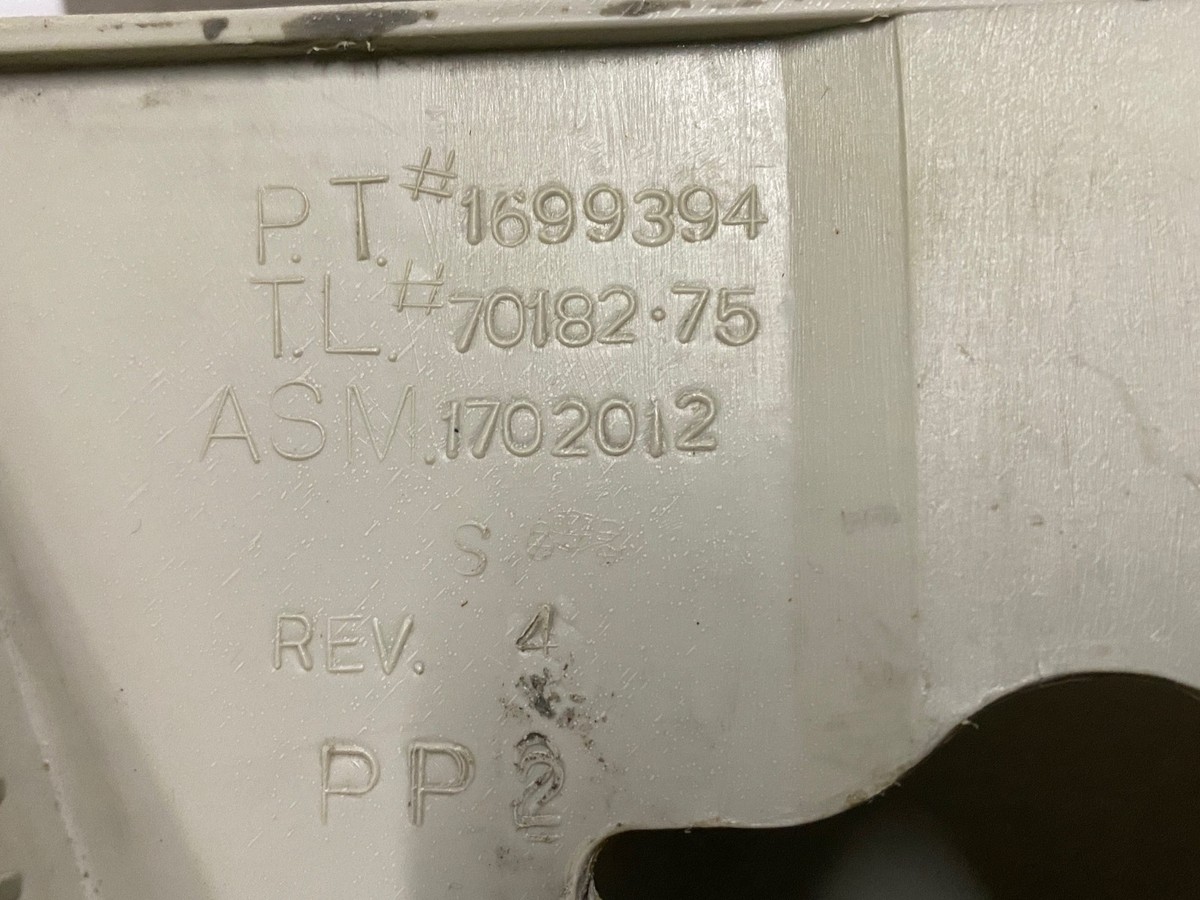 P.T.#1699394
T.L.#70182·75
ASM.1702012
S
REV. 4
PP2